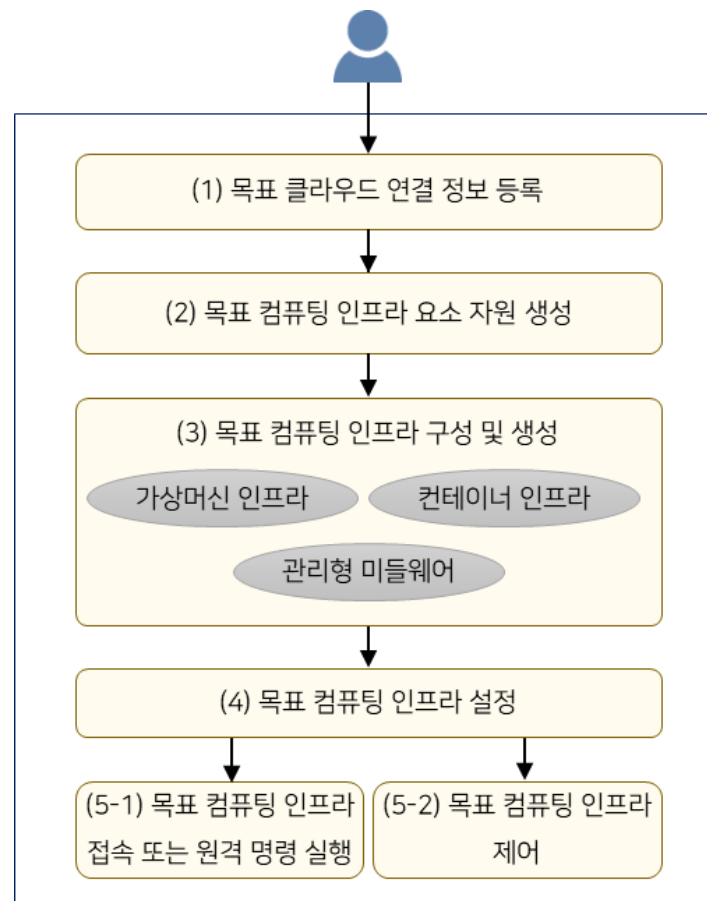 (1) 목표 클라우드 연결 정보 등록
(2) 목표 컴퓨팅 인프라 요소 자원 생성
(3) 목표 컴퓨팅 인프라 구성 및 생성
가상머신 인프라
컨테이너 인프라
관리형 미들웨어
(4) 목표 컴퓨팅 인프라 설정
(5-1) 목표 컴퓨팅 인프라
접속 또는 원격 명령 실행
(5-2) 목표 컴퓨팅 인프라
제어